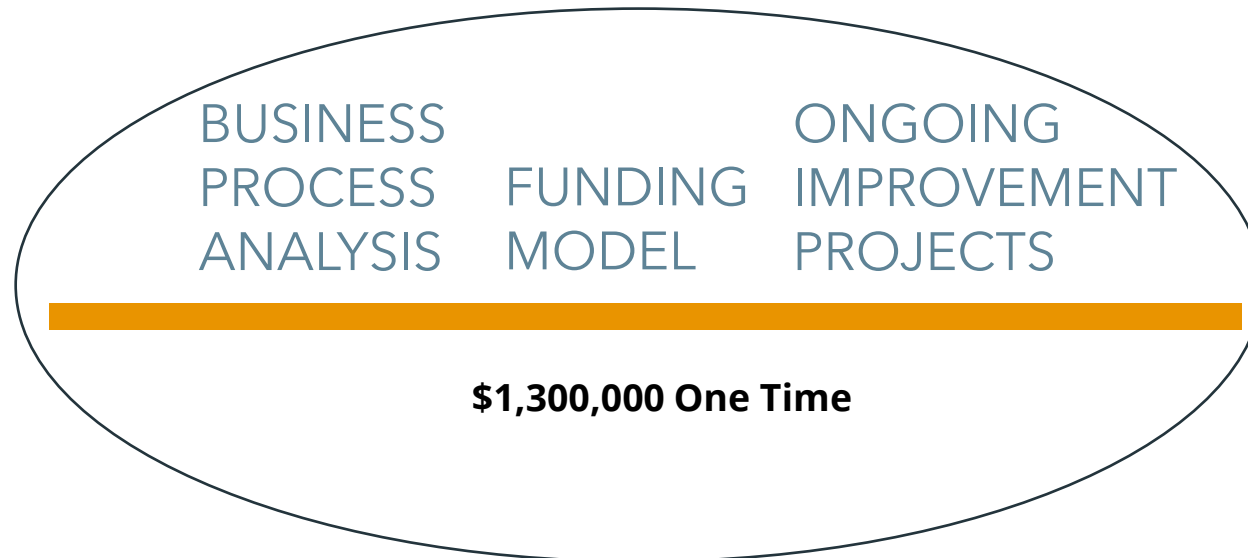 BUSINESS
PROCESS
ANALYSIS
FUNDING
MODEL
ONGOING
IMPROVEMENT
PROJECTS
$1,300,000 One Time